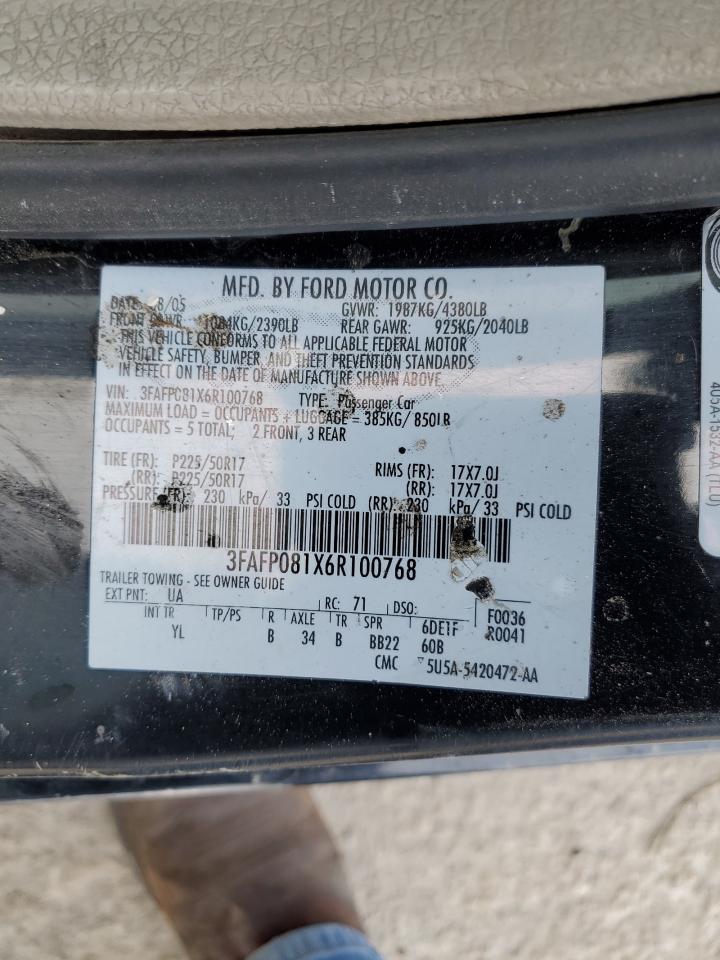 MFD. BY FORD MOTOR CO.
DATE: 8/05 GVWR: 1987KG/4380LB
FRONT GAWR: 1084KG/2390LB REAR GAWR: 925KG/2040LB
THIS VEHICLE CONFORMS TO ALL APPLICABLE FEDERAL MOTOR
VEHICLE SAFETY, BUMPER, AND THEFT PREVENTION STANDARDS
IN EFFECT ON THE DATE OF MANUFACTURE SHOWN ABOVE.
VIN: 3FAFP081X6R100768 TYPE: Passenger Car
MAXIMUM LOAD = OCCUPANTS + LUGGAGE = 385KG/ 850LB
OCCUPANTS = 5 TOTAL; 2 FRONT, 3 REAR
TIRE (FR): P225/50R17 RIMS (FR): 17X7.0J
(RR): P225/50R17 (RR): 17X7.0J
PRESSURE (FR): 230 kPa/ 33 PSI COLD (RR): 230 kPa/ 33 PSI COLD
3FAFP081X6R100768
TRAILER TOWING - SEE OWNER GUIDE
EXT PNT: UA RC: 71 DSO: F0036
INT TR TP/PS R AXLE TR SPR 6DE1F R0041
YL B 34 B BB22 60B
CMC 5U5A-5420472-AA